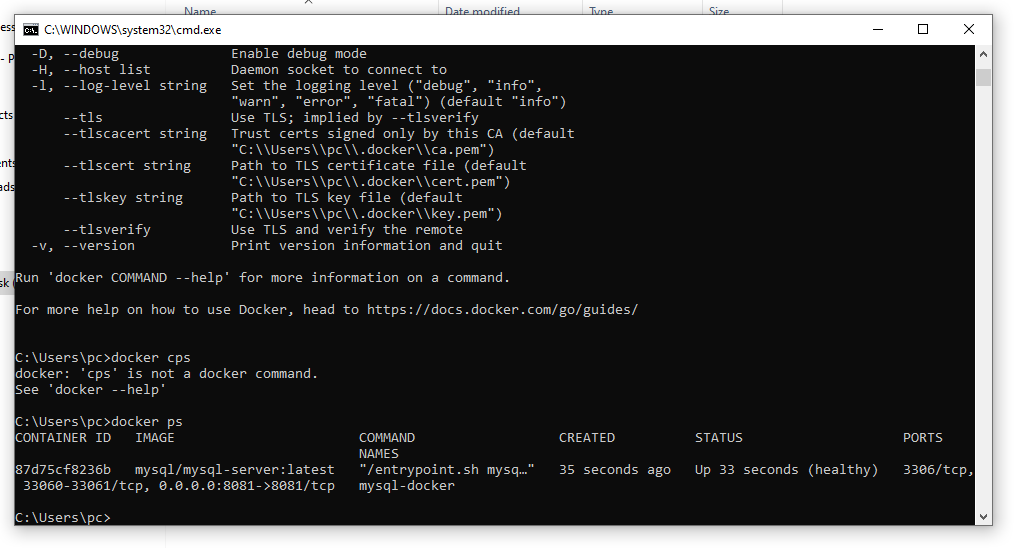 Name Date modified Type Size
ess
C:\WINDOWS\system32\cmd.exe
- P
-D, --debug Enable debug mode
-H, --host list Daemon socket to connect to
-l, --log-level string Set the logging level ("debug", "info",
"warn", "error", "fatal") (default "info")
cts
--tls Use TLS; implied by --tlsverify
--tlscacert string Trust certs signed only by this CA (default
"C:\\Users\\pc\\.docker\\ca.pem")
ents
--tlscert string Path to TLS certificate file (default
"C:\\Users\\pc\\.docker\\cert.pem")
ads
--tlskey string Path to TLS key file (default
"C:\\Users\\pc\\.docker\\key.pem")
--tlsverify Use TLS and verify the remote
-v, --version Print version information and quit
sk (
Run 'docker COMMAND --help' for more information on a command.
For more help on how to use Docker, head to https://docs.docker.com/go/guides/
C:\Users\pc>docker cps
docker: 'cps' is not a docker command.
See 'docker --help'
C:\Users\pc>docker ps
CONTAINER ID IMAGE COMMAND CREATED STATUS PORTS
NAMES
87d75cf8236b mysql/mysql-server:latest "/entrypoint.sh mysq…" 35 seconds ago Up 33 seconds (healthy) 3306/tcp,
33060-33061/tcp, 0.0.0.0:8081->8081/tcp mysql-docker
C:\Users\pc>